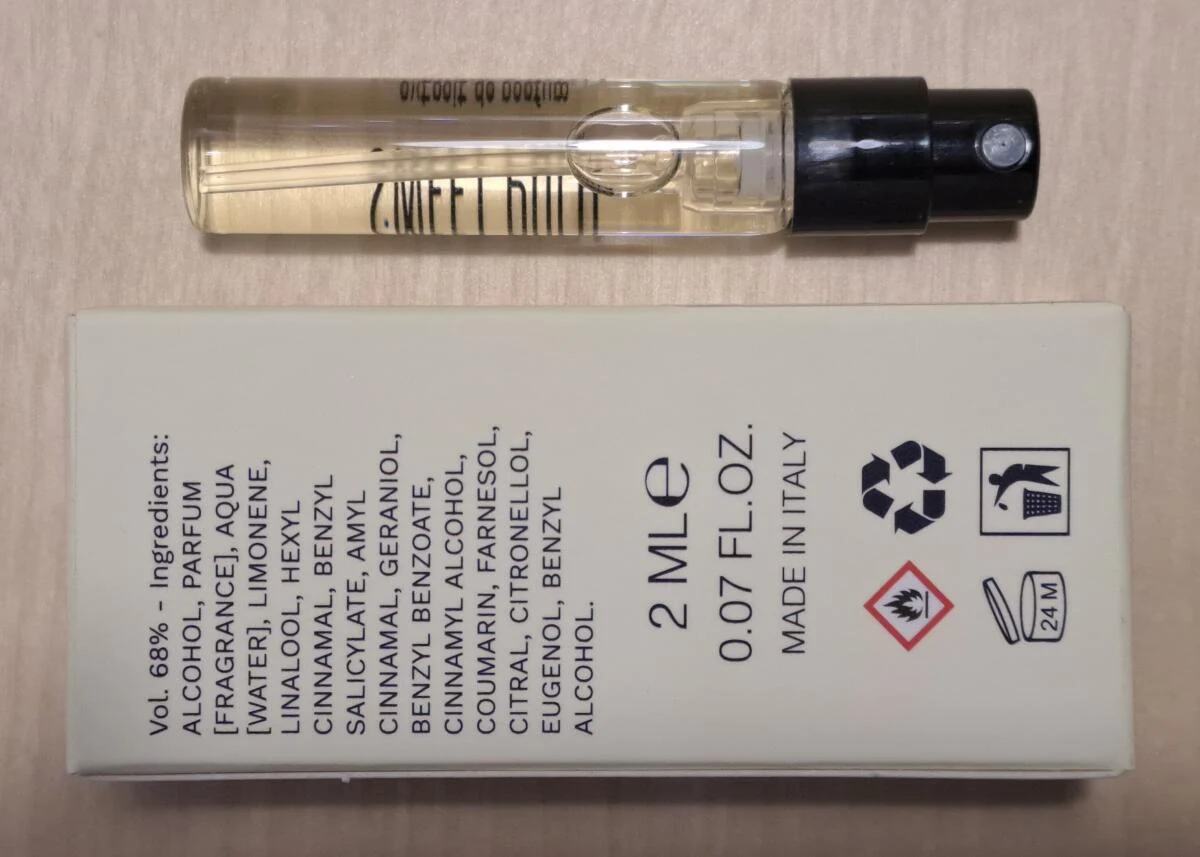 Vol. 68% - Ingredients:
ALCOHOL, PARFUM
[FRAGRANCE], AQUA
[WATER], LIMONENE,
LINALOOL, HEXYL
CINNAMAL, BENZYL
SALICYLATE, AMYL
CINNAMAL, GERANIOL,
BENZYL BENZOATE,
CINNAMYL ALCOHOL,
COUMARIN, FARNESOL,
CITRAL, CITRONELLOL,
EUGENOL, BENZYL
ALCOHOL.
2 MLe
0.07 FL.OZ.
MADE IN ITALY
24 M